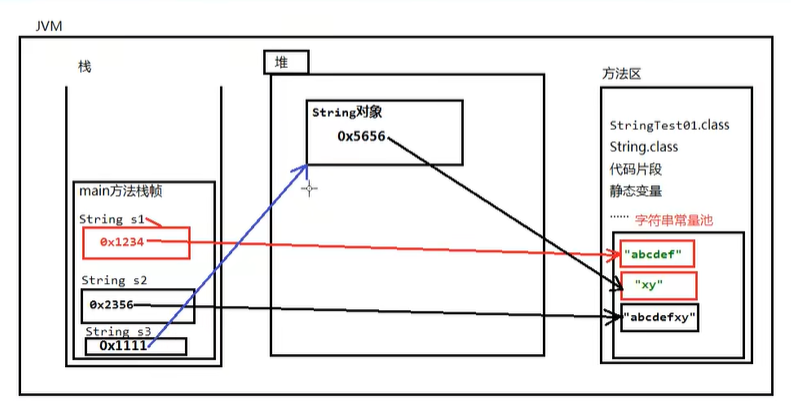 JVM
栈
堆
方法区
String对象
0x5656
StringTest01.class
String.class
代码片段
静态变量
...... 字符串常量池
main方法栈帧
String s1
0x1234
"abcdef"
"xy"
String s2
0x2356
"abcdefxy"
String s3
0x1111